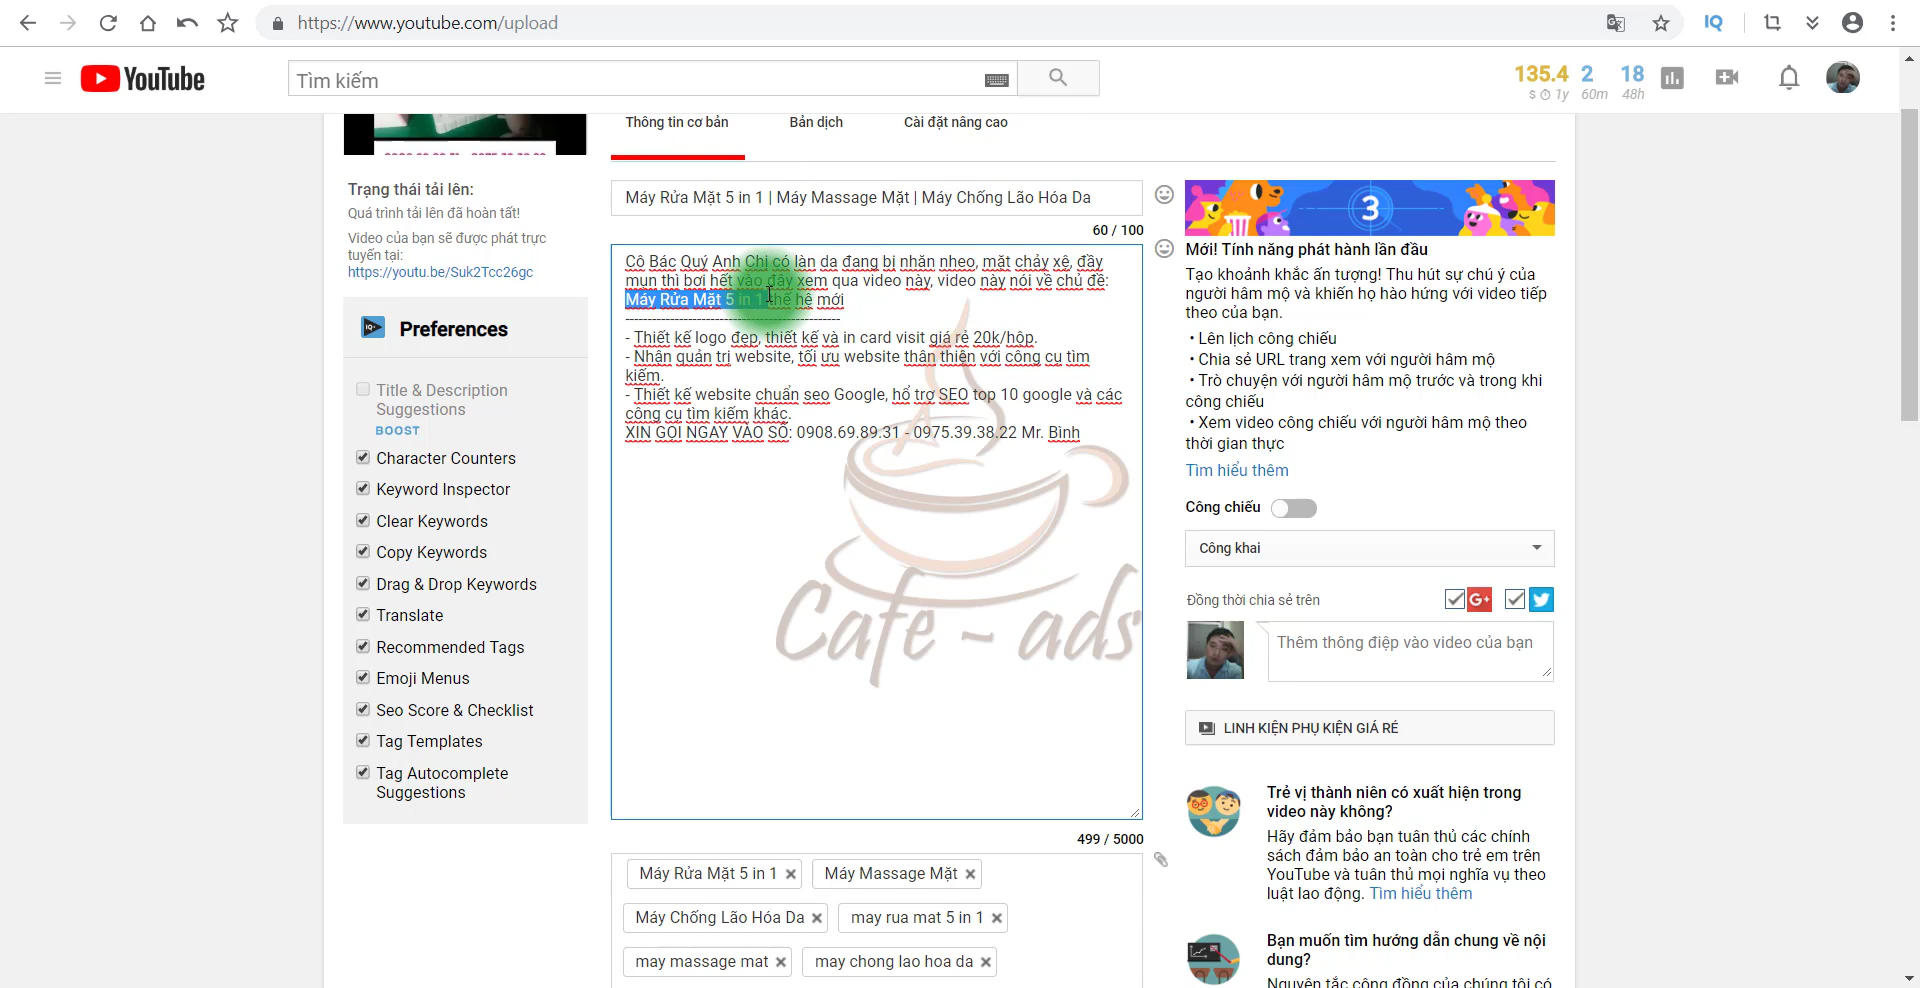 https://www.youtube.com/upload
IQ
YouTube
Tìm kiếm
135.4 2 18
$ 1y 60m 48h
Thông tin cơ bản Bản dịch Cài đặt nâng cao
Trạng thái tải lên:
Quá trình tải lên đã hoàn tất!
Video của bạn sẽ được phát trực
tuyến tại:
https://youtu.be/Suk2Tcc26gc
IQ Preferences
Title & Description
Suggestions
BOOST
Character Counters
Keyword Inspector
Clear Keywords
Copy Keywords
Drag & Drop Keywords
Translate
Recommended Tags
Emoji Menus
Seo Score & Checklist
Tag Templates
Tag Autocomplete
Suggestions
Máy Rửa Mặt 5 in 1 | Máy Massage Mặt | Máy Chống Lão Hóa Da
60 / 100
Cô Bác Quý Anh Chị có làn da đang bị nhăn nheo, mặt chảy xệ, đầy
mụn thì bơi hết vào đây xem qua video này, video này nói về chủ đề:
Máy Rửa Mặt 5 in 1 thế hệ mới
------------------------------------------------------
- Thiết kế logo đẹp, thiết kế và in card visit giá rẻ 20k/hộp.
- Nhận quản trị website, tối ưu website thân thiện với công cụ tìm
kiếm.
- Thiết kế website chuẩn seo Google, hổ trợ SEO top 10 google và các
công cụ tìm kiếm khác.
XIN GỌI NGAY VÀO SỐ: 0908.69.89.31 - 0975.39.38.22 Mr. Bình
Cafe - ads
499 / 5000
Máy Rửa Mặt 5 in 1 Máy Massage Mặt
Máy Chống Lão Hóa Da may rua mat 5 in 1
may massage mat may chong lao hoa da
3
Mới! Tính năng phát hành lần đầu
Tạo khoảnh khắc ấn tượng! Thu hút sự chú ý của
người hâm mộ và khiến họ hào hứng với video tiếp
theo của bạn.
• Lên lịch công chiếu
• Chia sẻ URL trang xem với người hâm mộ
• Trò chuyện với người hâm mộ trước và trong khi
công chiếu
• Xem video công chiếu với người hâm mộ theo
thời gian thực
Tìm hiểu thêm
Công chiếu
Công khai
Đồng thời chia sẻ trên G+
Thêm thông điệp vào video của bạn
LINH KIỆN PHỤ KIỆN GIÁ RẺ
Trẻ vị thành niên có xuất hiện trong
video này không?
Hãy đảm bảo bạn tuân thủ các chính
sách đảm bảo an toàn cho trẻ em trên
YouTube và tuân thủ mọi nghĩa vụ theo
luật lao động. Tìm hiểu thêm
Bạn muốn tìm hướng dẫn chung về nội
dung?
Nguyên tắc cộng đồng của chúng tôi có